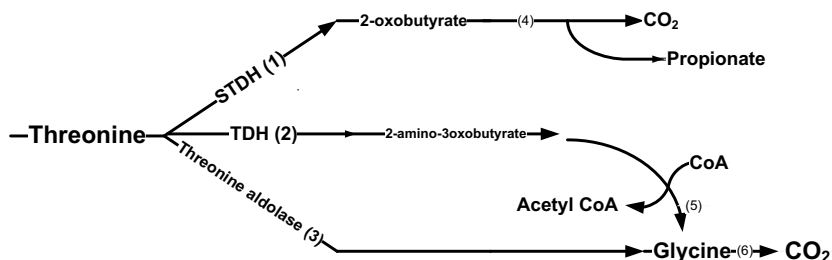 2-oxobutyrate (4) CO₂
Propionate
STDH (1)
Threonine TDH (2) 2-amino-3oxobutyrate
CoA
Threonine aldolase (3)
Acetyl CoA (5)
Glycine (6) CO₂